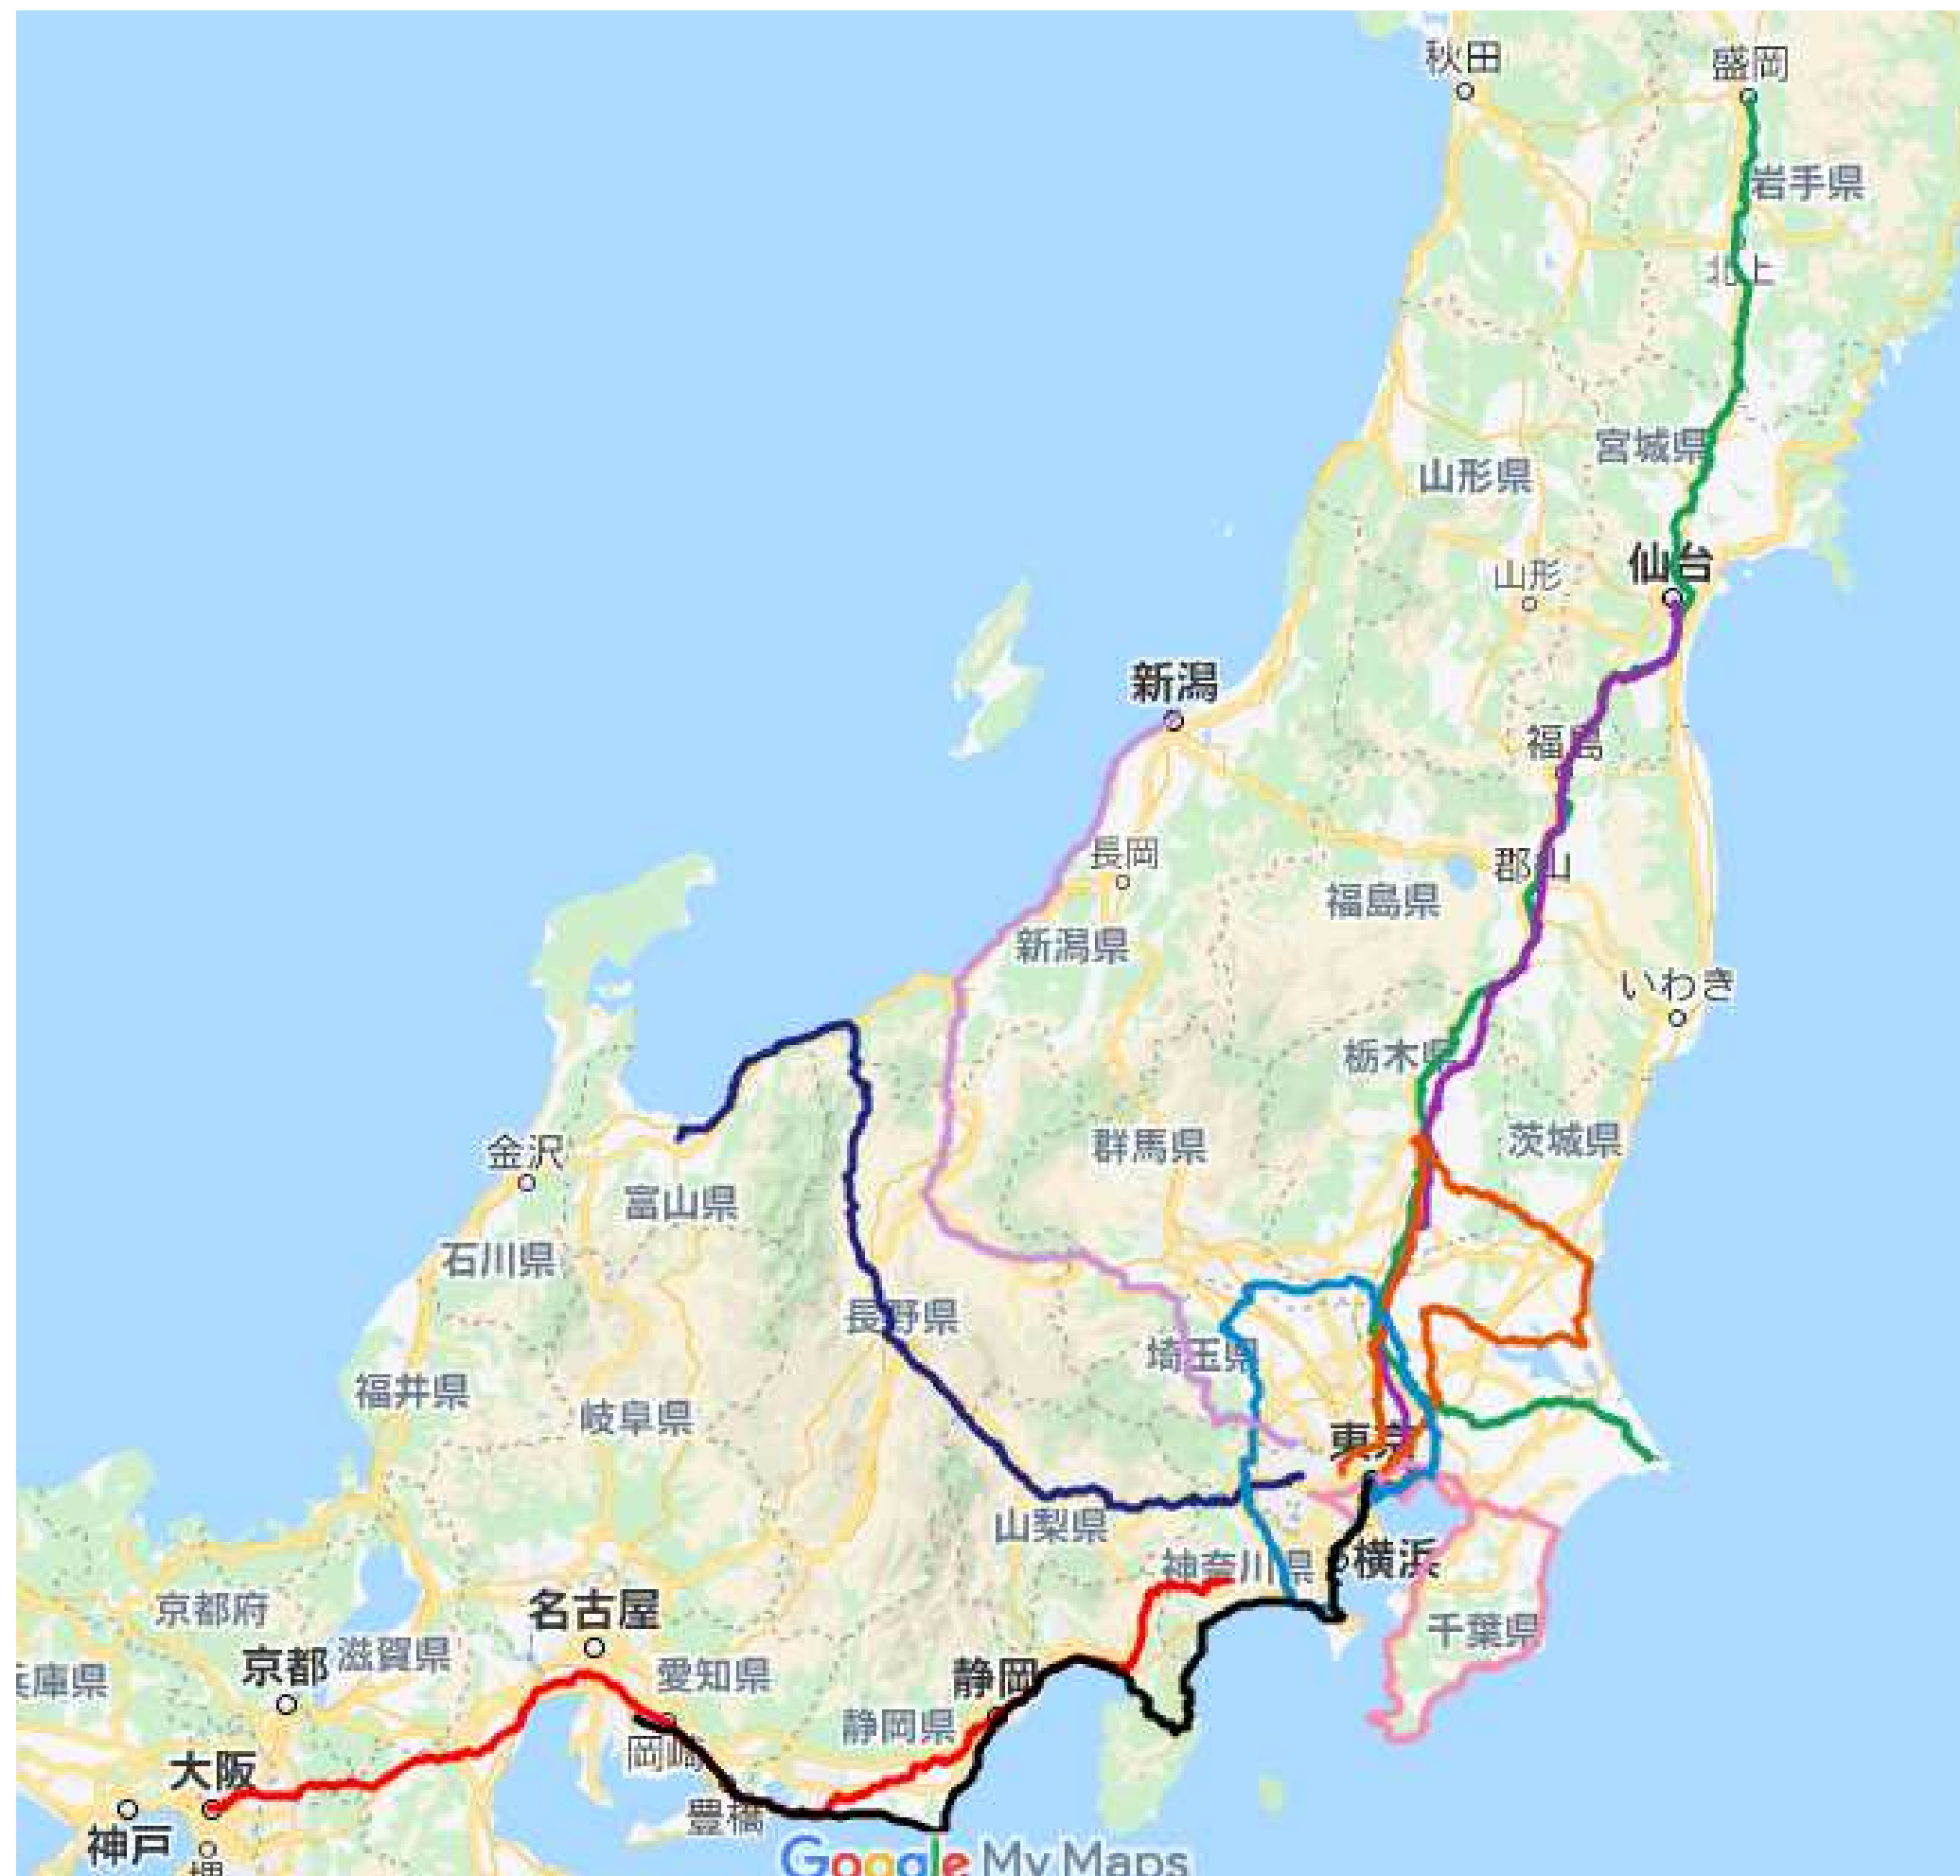 秋田
盛岡
岩手県
北上
宮城県
山形県
仙台
山形
新潟
福島
長岡
郡山
福島県
新潟県
いわき
栃木県
群馬県
茨城県
金沢
富山県
石川県
長野県
埼玉県
福井県
岐阜県
東京
山梨県
横浜
神奈川県
京都府
名古屋
千葉県
京都
滋賀県
愛知県
静岡
兵庫県
静岡県
岡崎
大阪
豊橋
神戸
堺
Google My Maps